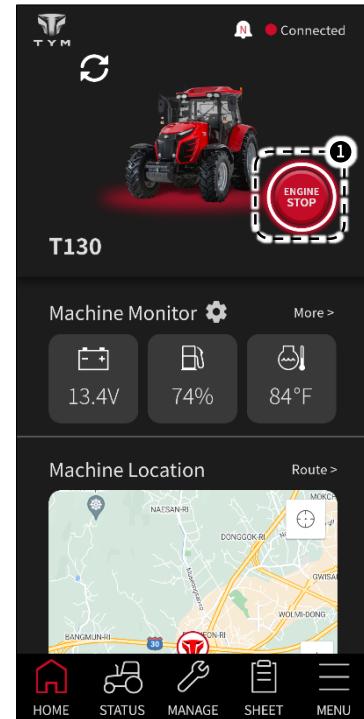 TYM
N
Connected
1
ENGINE
STOP
T130
Machine Monitor
More >
13.4V
74%
84°F
Machine Location
Route >
NAESAN-RI
DONGGOK-RI
WOLMI-DONG
BANGMUN-RI
30
HOME
STATUS
MANAGE
SHEET
MENU